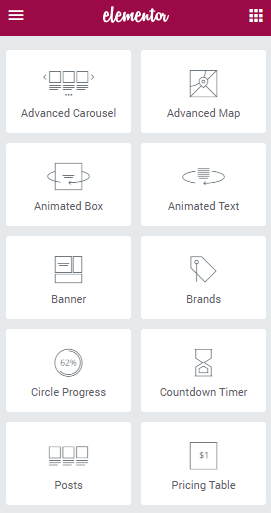 elementor
Advanced Carousel
Advanced Map
Animated Box
Animated Text
Banner
Brands
62%
Circle Progress
Countdown Timer
Posts
$1
Pricing Table